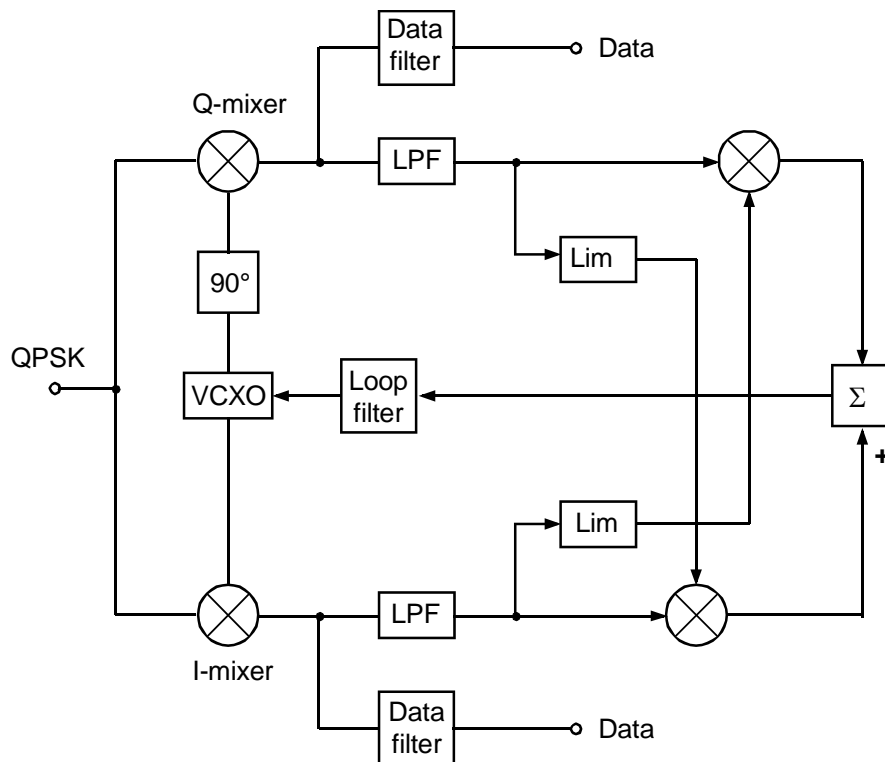 Data
filter
Data
Q-mixer
LPF
Lim
90°
QPSK
VCXO
Loop
filter
Σ
+
Lim
LPF
I-mixer
Data
filter
Data